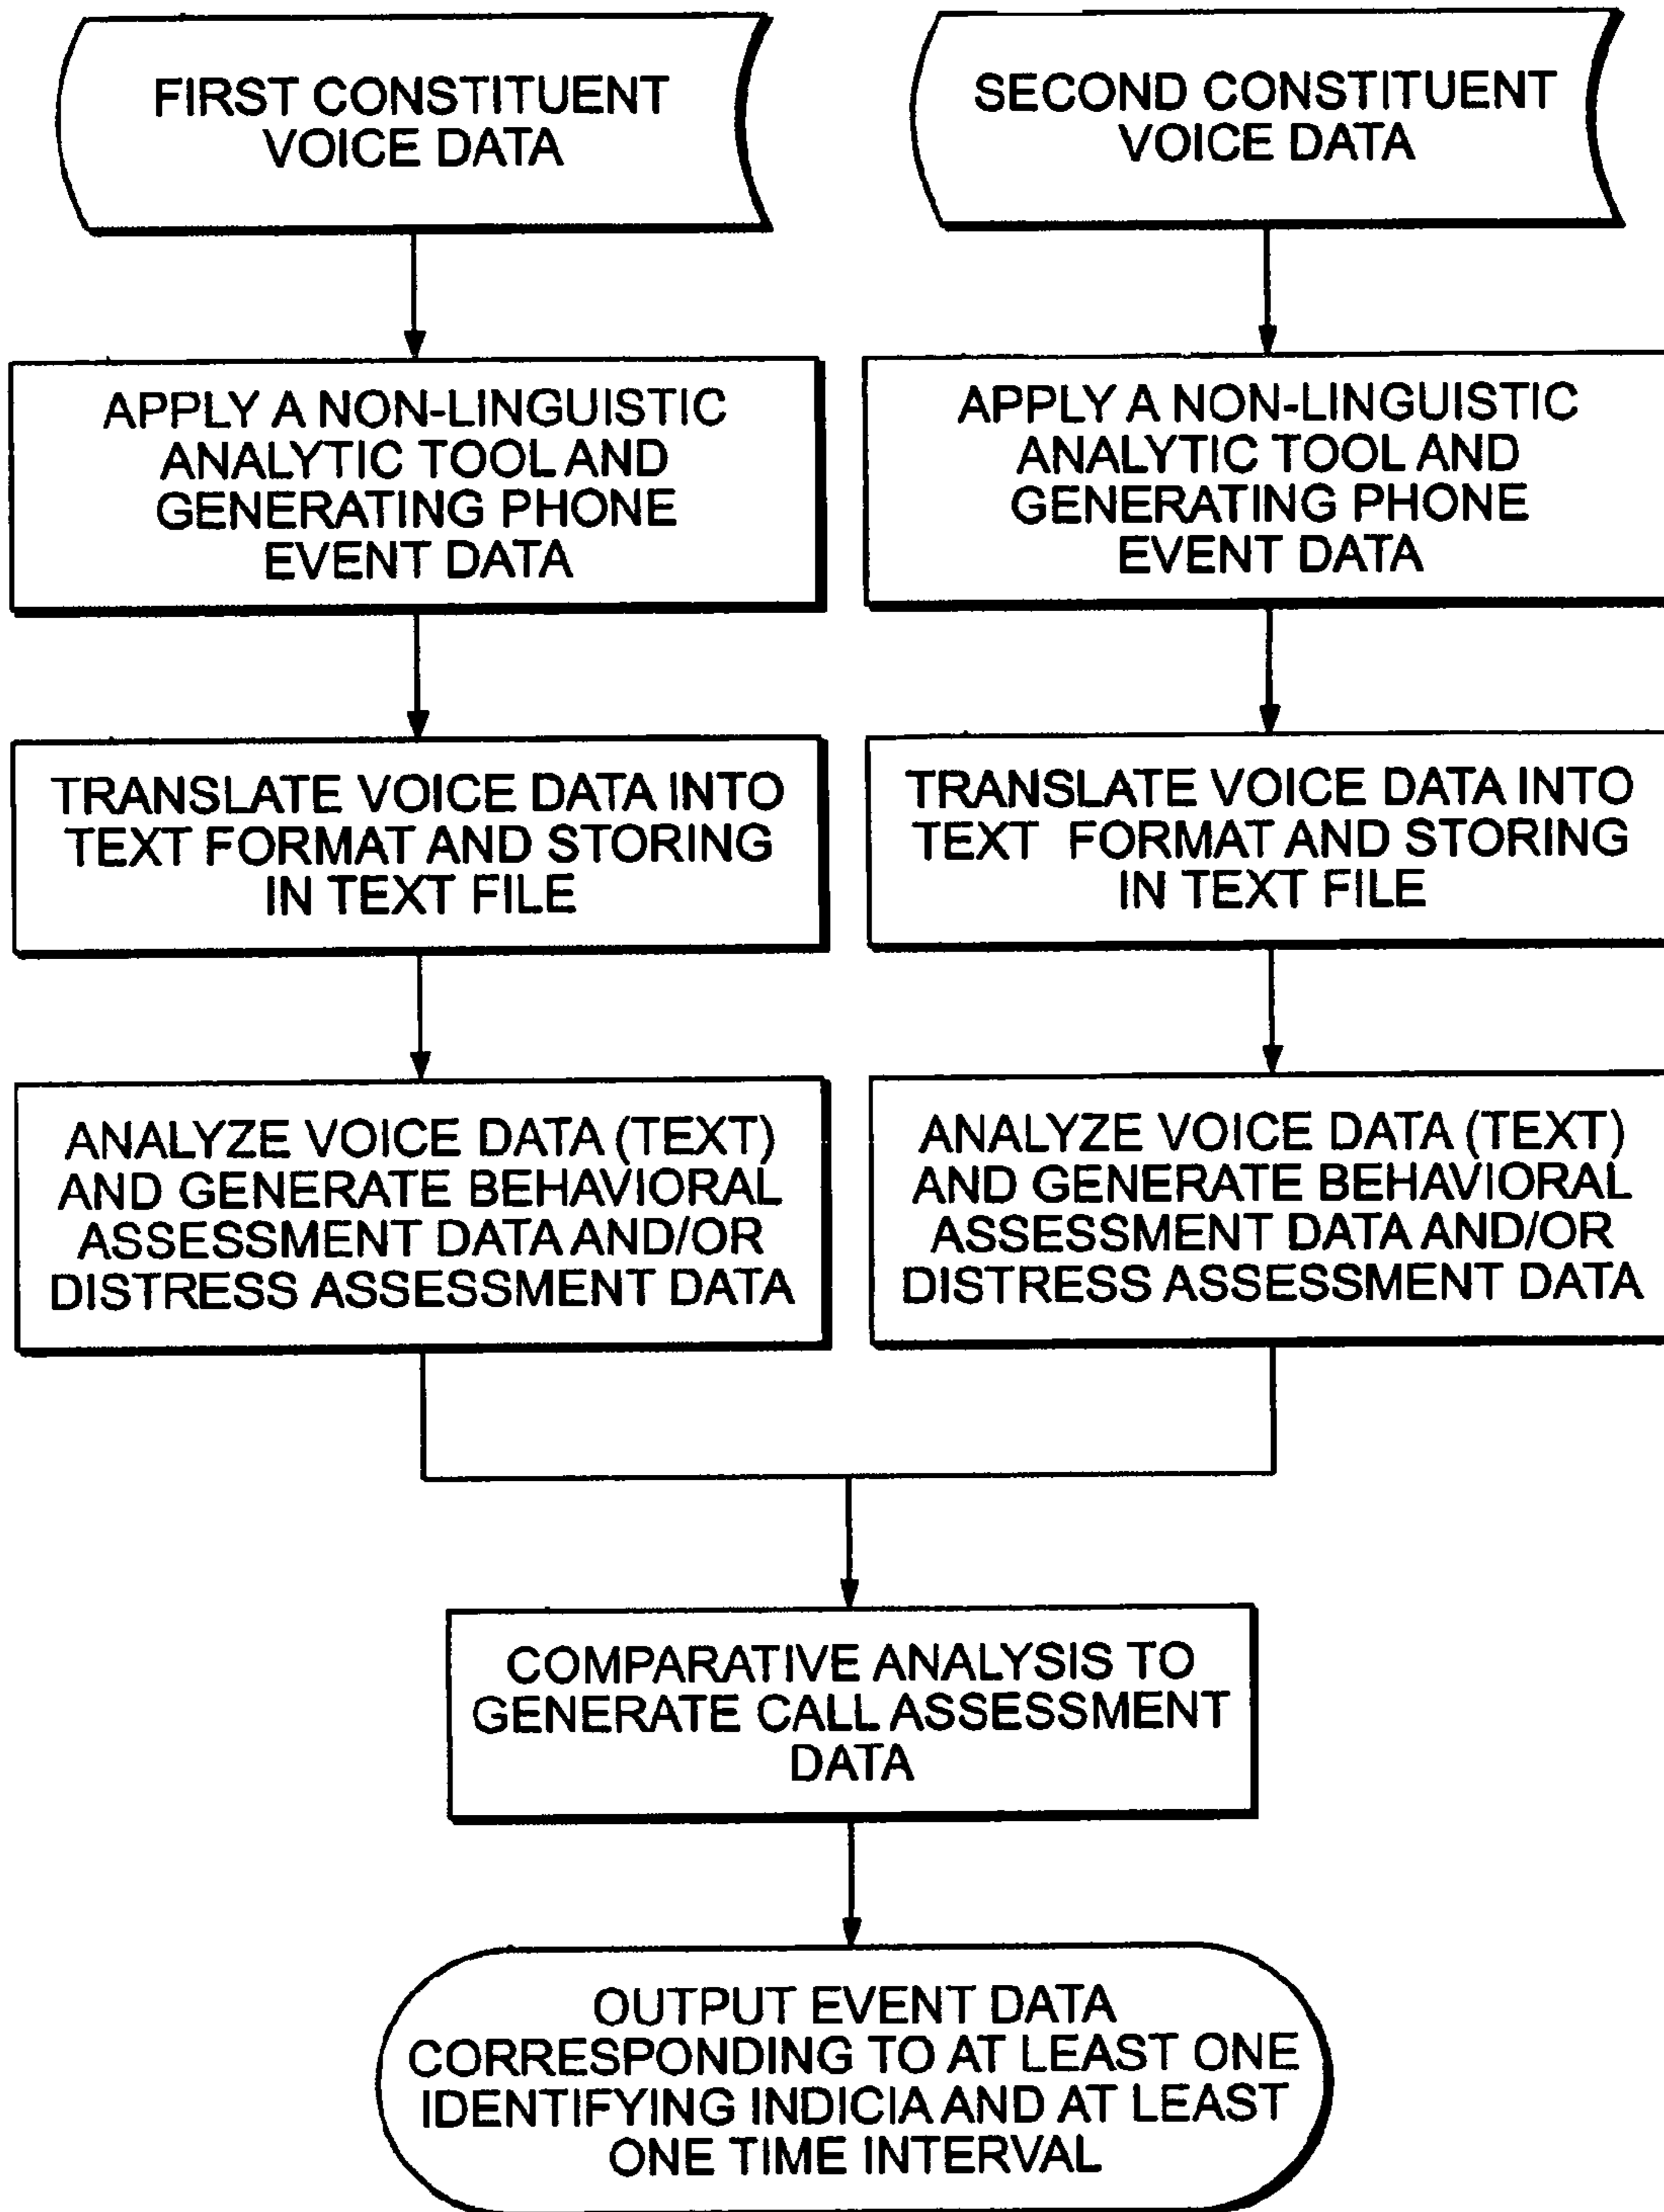 FIRST CONSTITUENT
VOICE DATA
SECOND CONSTITUENT
VOICE DATA
APPLY A NON-LINGUISTIC
ANALYTIC TOOL AND
GENERATING PHONE
EVENT DATA
APPLY A NON-LINGUISTIC
ANALYTIC TOOL AND
GENERATING PHONE
EVENT DATA
TRANSLATE VOICE DATA INTO
TEXT FORMAT AND STORING
IN TEXT FILE
TRANSLATE VOICE DATA INTO
TEXT FORMAT AND STORING
IN TEXT FILE
ANALYZE VOICE DATA (TEXT)
AND GENERATE BEHAVIORAL
ASSESSMENT DATA AND/OR
DISTRESS ASSESSMENT DATA
ANALYZE VOICE DATA (TEXT)
AND GENERATE BEHAVIORAL
ASSESSMENT DATA AND/OR
DISTRESS ASSESSMENT DATA
COMPARATIVE ANALYSIS TO
GENERATE CALL ASSESSMENT
DATA
OUTPUT EVENT DATA
CORRESPONDING TO AT LEAST ONE
IDENTIFYING INDICIA AND AT LEAST
ONE TIME INTERVAL